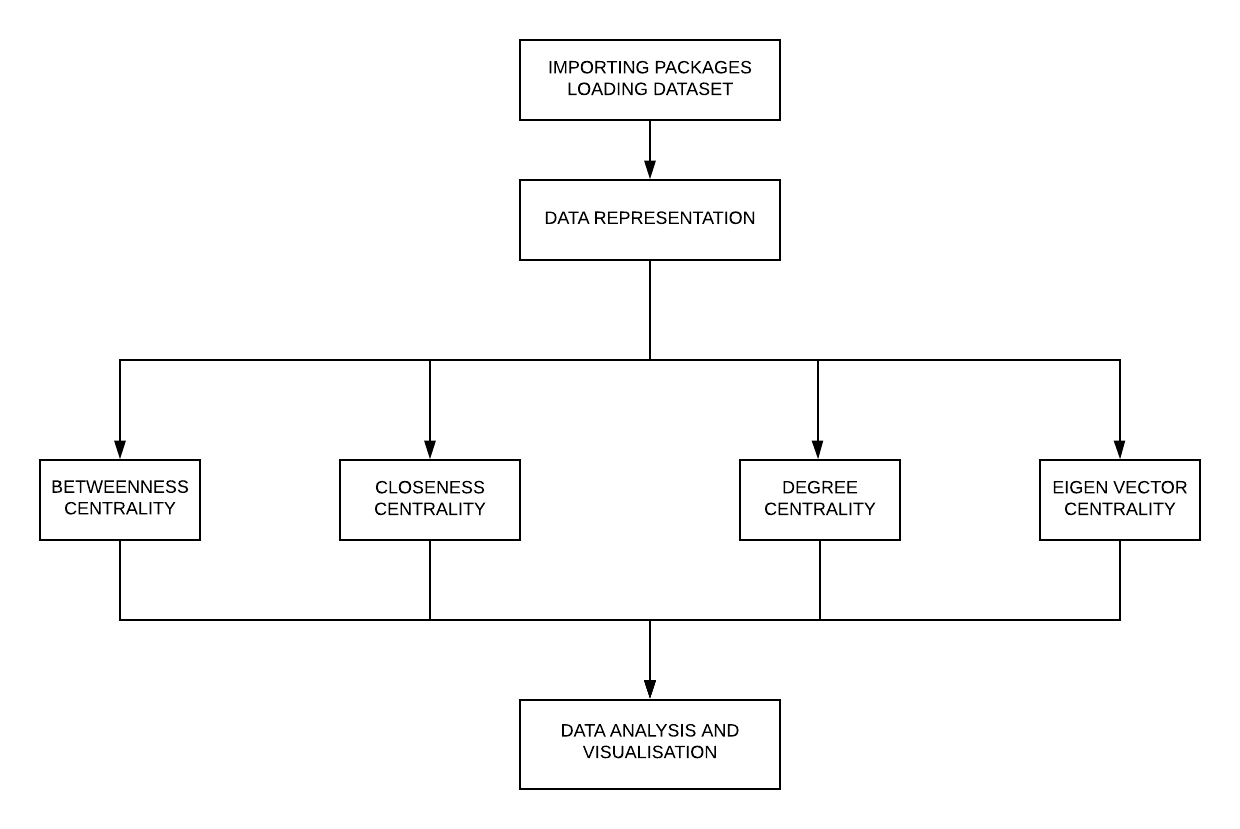 IMPORTING PACKAGES
LOADING DATASET
DATA REPRESENTATION
BETWEENNESS
CENTRALITY
CLOSENESS
CENTRALITY
DEGREE
CENTRALITY
EIGEN VECTOR
CENTRALITY
DATA ANALYSIS AND
VISUALISATION